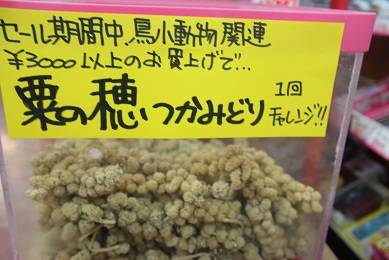 セール期間中、鳥小動物関連
¥3000以上のお買上げで…
粟の穂つかみどり 1回チャレンジ!!